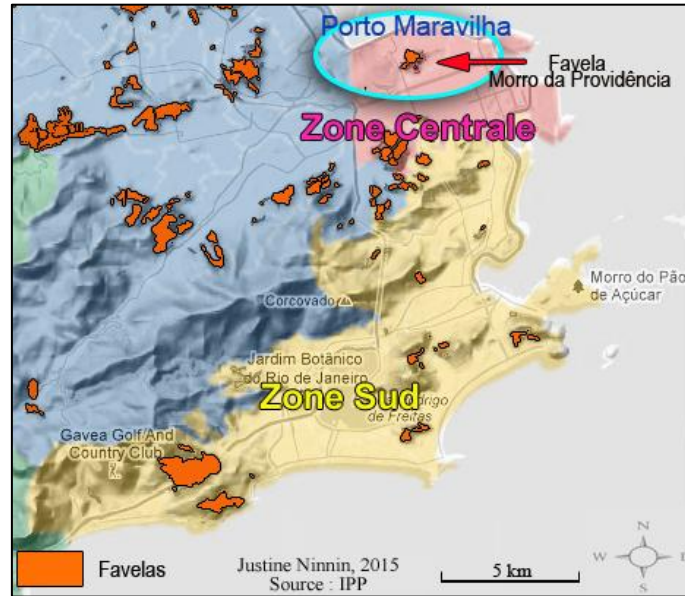 Porto Maravilha
Favela
Morro da Providência
Zone Centrale
Morro do Pão
de Açúcar
Corcovado
Jardim Botânico
do Rio de Janeiro
Zone Sud
de Freitas
Gavea Golf And
Country Club
Favelas
Justine Ninnin, 2015
Source : IPP
5 km
N
W
S